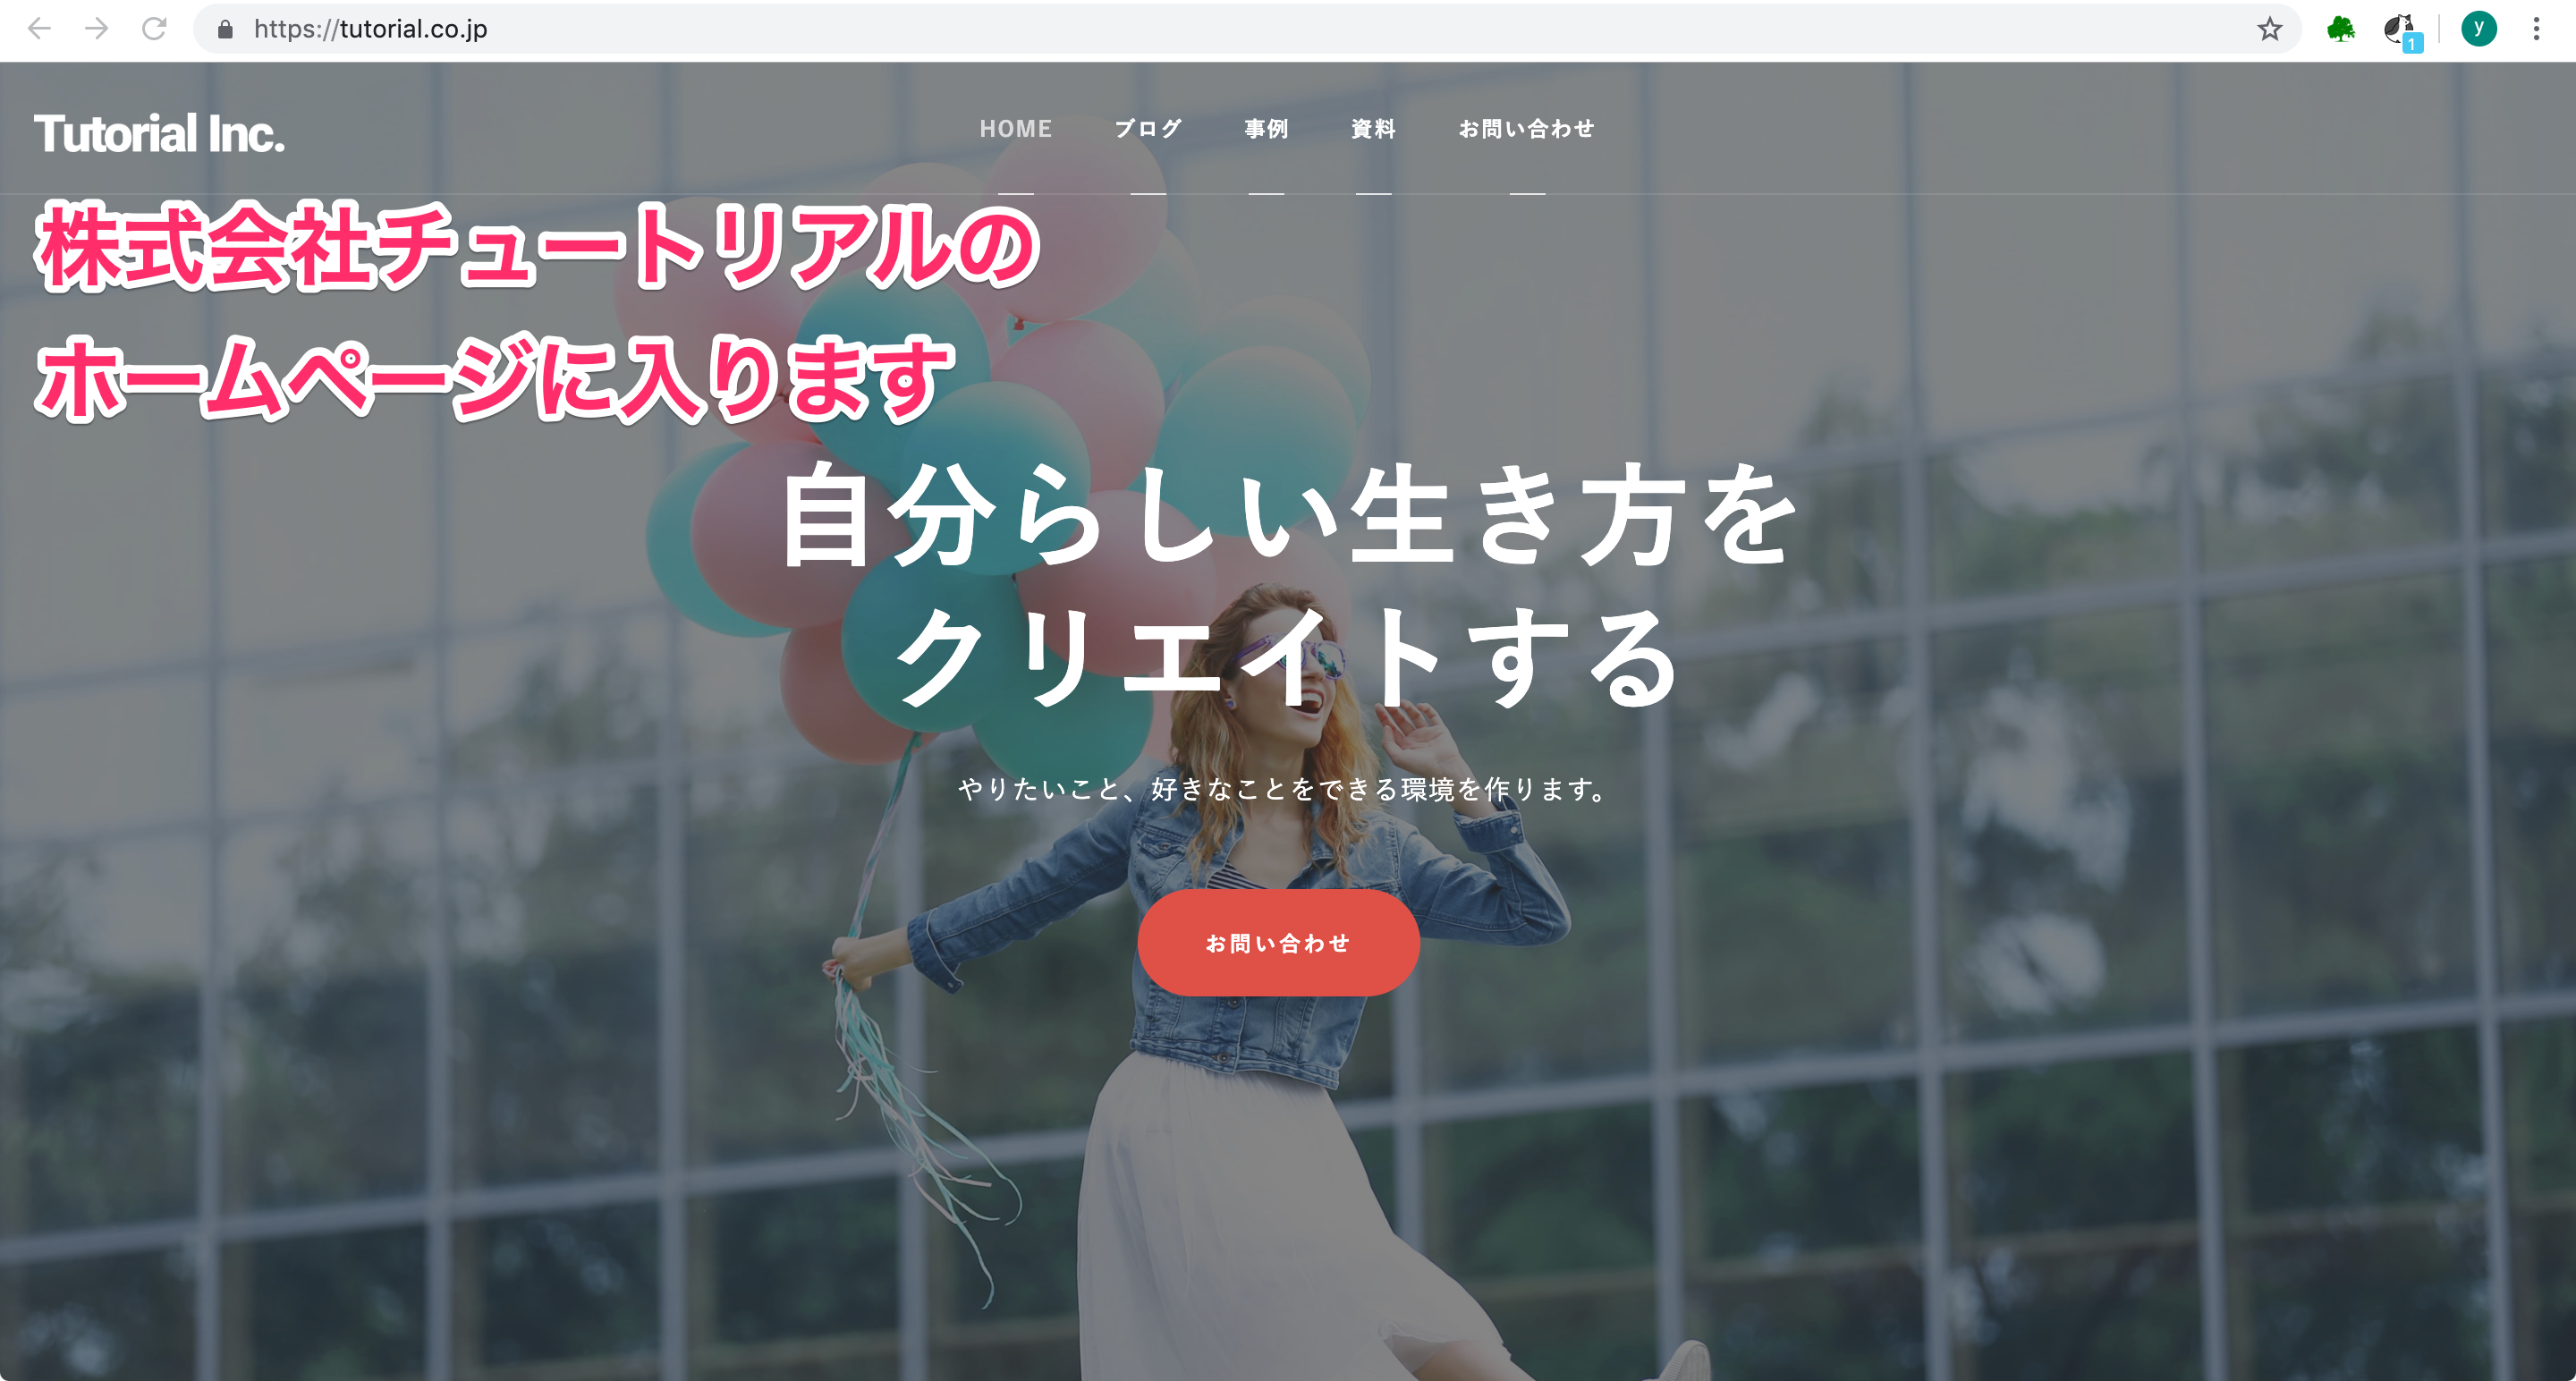 https://tutorial.co.jp
1
y
Tutorial Inc.
HOME ブログ 事例 資料 お問い合わせ
株式会社チュートリアルの
ホームページに入ります
自分らしい生き方を
クリエイトする
やりたいこと、好きなことをできる環境を作ります。
お問い合わせ